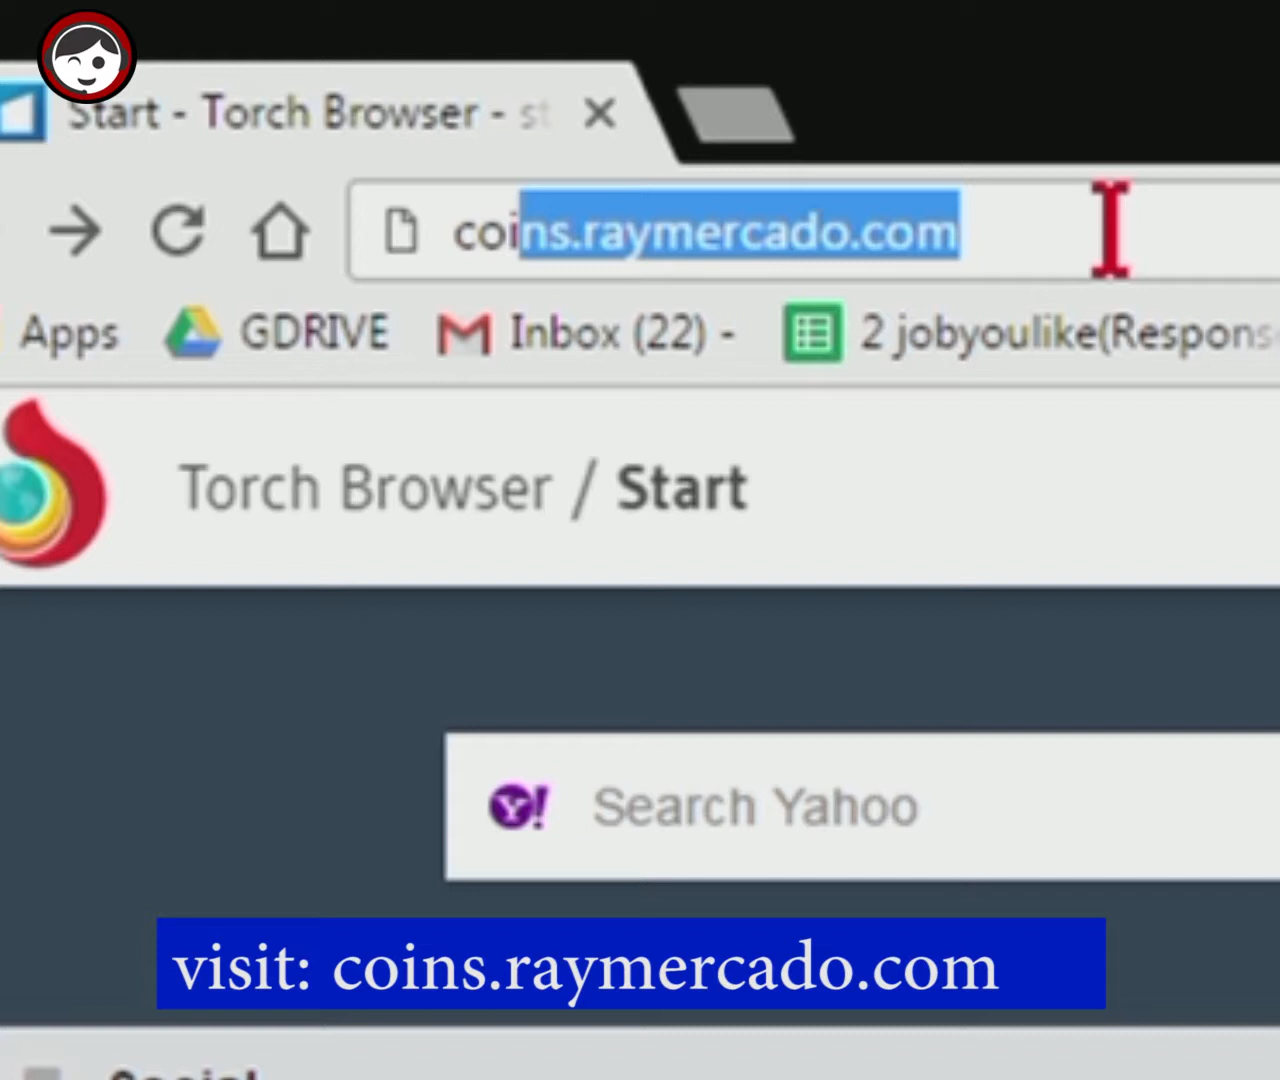 Start - Torch Browser - st
coins.raymercado.com
Apps GDRIVE Inbox (22) - 2 jobyoulike(Respons
Torch Browser / Start
Y! Search Yahoo
visit: coins.raymercado.com
Social